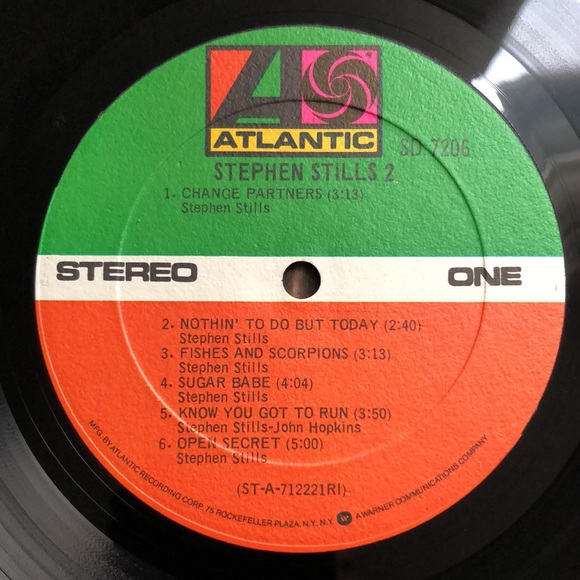 ATLANTIC
SD 7206
STEPHEN STILLS 2
1. CHANGE PARTNERS (3:13)
Stephen Stills
STEREO ONE
2. NOTHIN' TO DO BUT TODAY (2:40)
Stephen Stills
3. FISHES AND SCORPIONS (3:13)
Stephen Stills
4. SUGAR BABE (4:04)
Stephen Stills
5. KNOW YOU GOT TO RUN (3:50)
Stephen Stills-John Hopkins
6. OPEN SECRET (5:00)
Stephen Stills
(ST-A-712221RI)
MFG. BY ATLANTIC RECORDING CORP. 75 ROCKEFELLER PLAZA, N.Y. N.Y. W A WARNER COMMUNICATIONS COMPANY